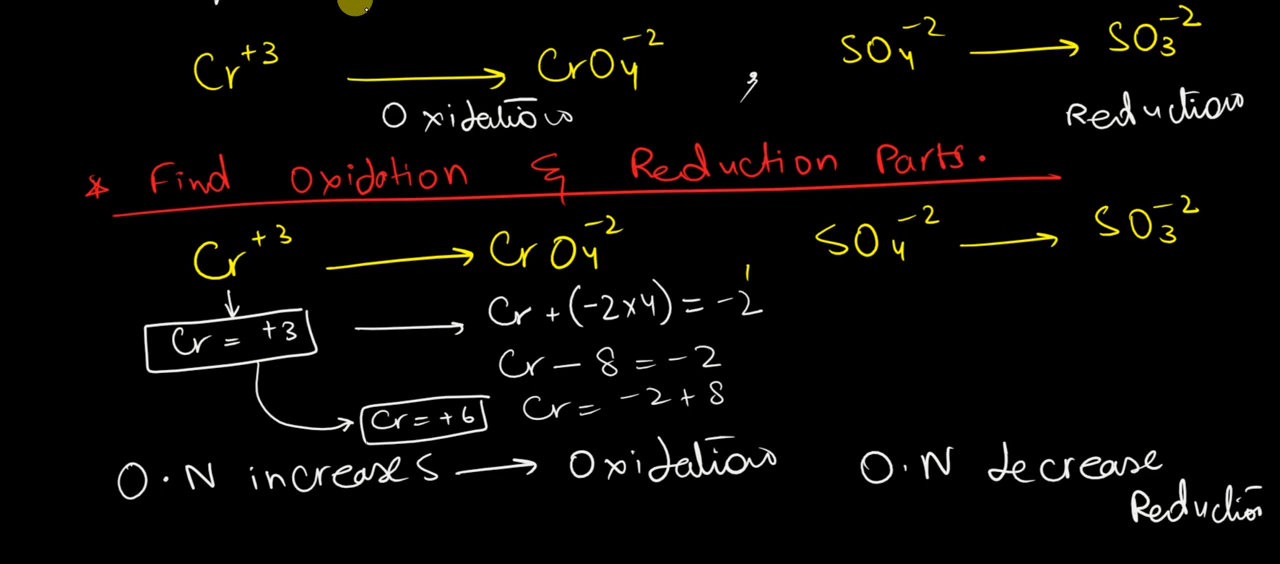 Cr⁺³ ⟶ CrO₄⁻² , SO₄⁻² ⟶ SO₃⁻²
Oxidation Reduction
* Find Oxidation & Reduction Parts.
Cr⁺³ ⟶ CrO₄⁻² SO₄⁻² ⟶ SO₃⁻²
Cr = +3 ⟶ Cr + (-2×4) = -2
Cr - 8 = -2
Cr = +6 Cr = -2+8
O.N increases ⟶ Oxidation O.N decrease
Reduction